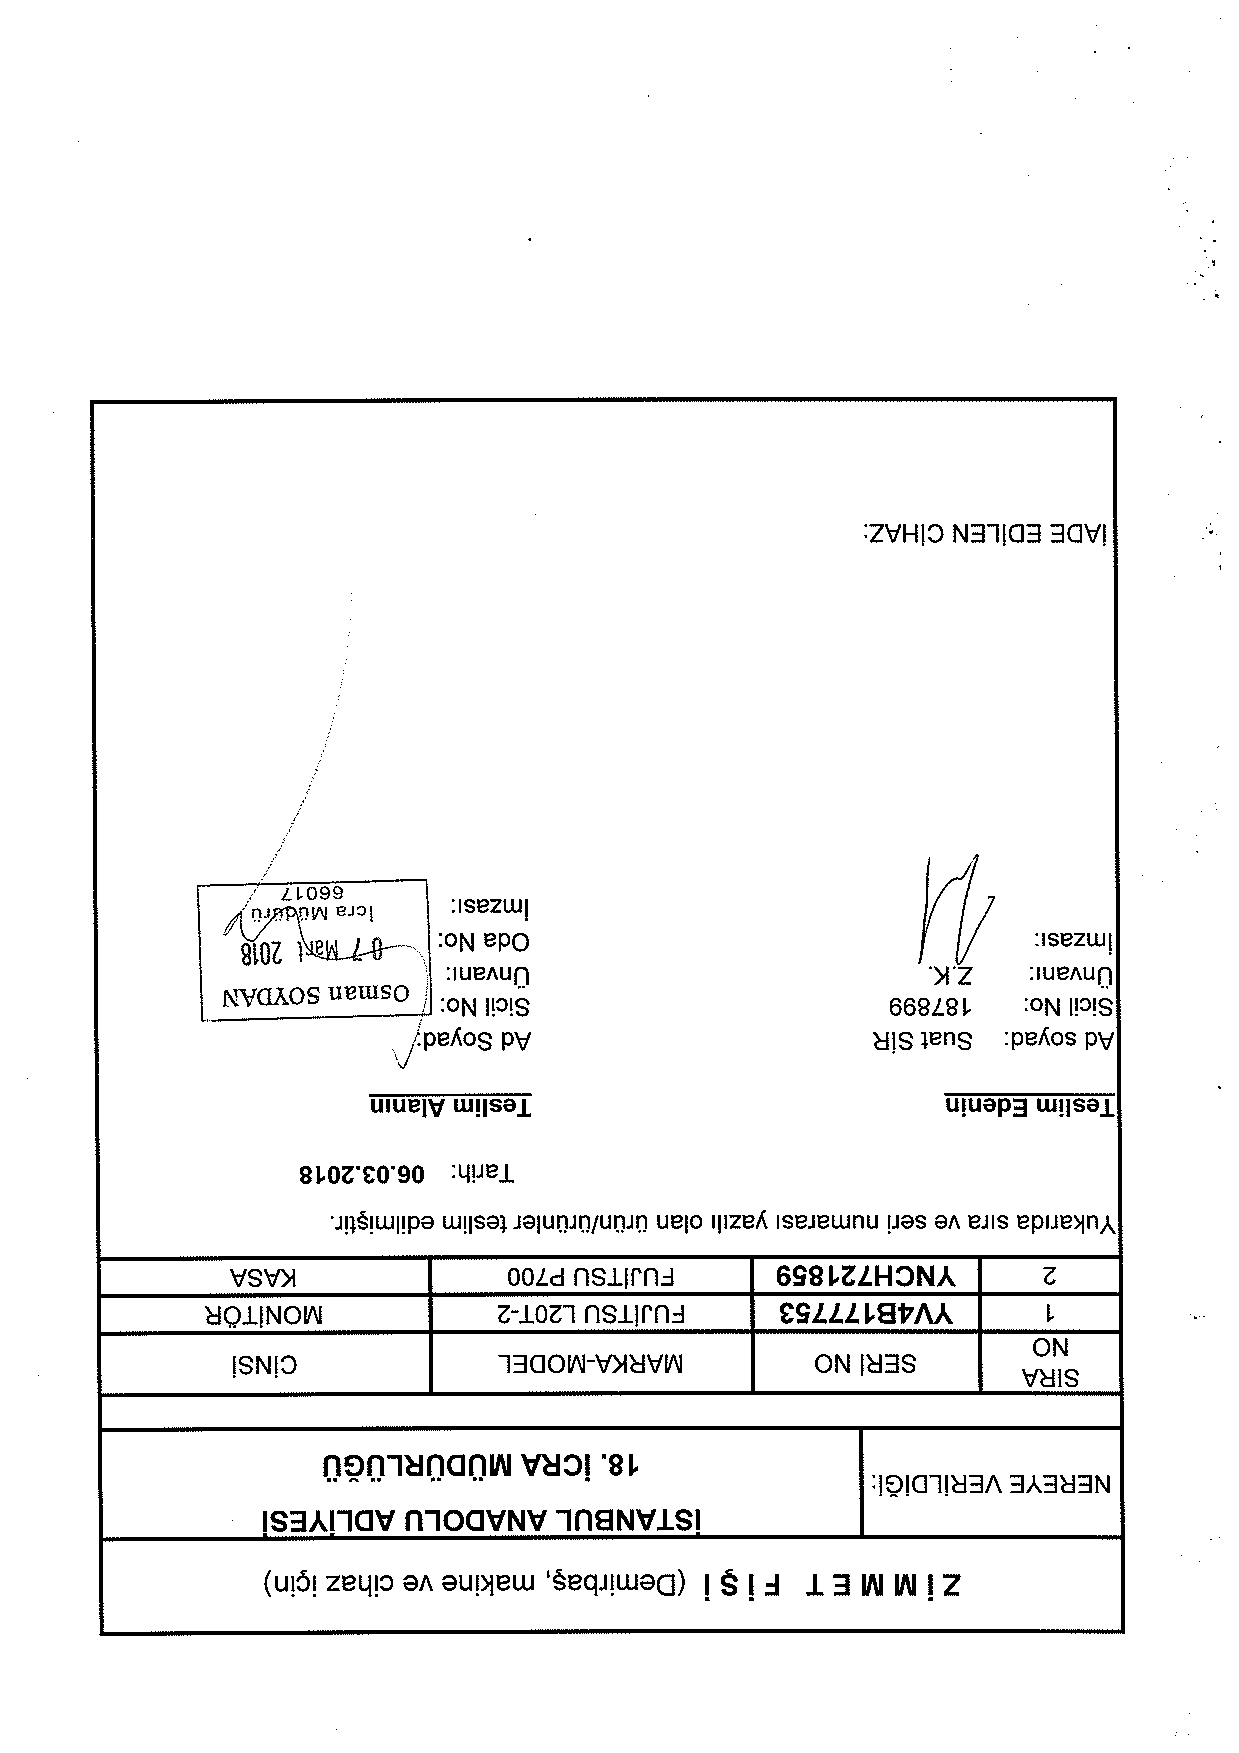 ZİMMET FİŞİ (Demirbaş, makine ve cihaz için)
NEREYE VERİLDİĞİ:
İSTANBUL ANADOLU ADLİYESİ
18. İCRA MÜDÜRLÜĞÜ
SIRA NO SERİ NO MARKA-MODEL CİNSİ
1 YV4B177753 FUJİTSU L20T-2 MONİTÖR
2 YNCH721859 FUJİTSU P700 KASA
Yukarıda sıra ve seri numarası yazılı olan ürün/ürünler teslim edilmiştir.
Tarih: 06.03.2018
Teslim Edenin
Ad soyad: Suat SIR
Sicil No: 187899
Ünvanı: Z.K.
İmzası:
Teslim Alanın
Ad Soyad:
Sicil No:
Ünvanı:
Oda No:
İmzası:
Osman SOYDAN
07 Mart 2018
İcra Müdürü
66017
İADE EDİLEN CİHAZ: